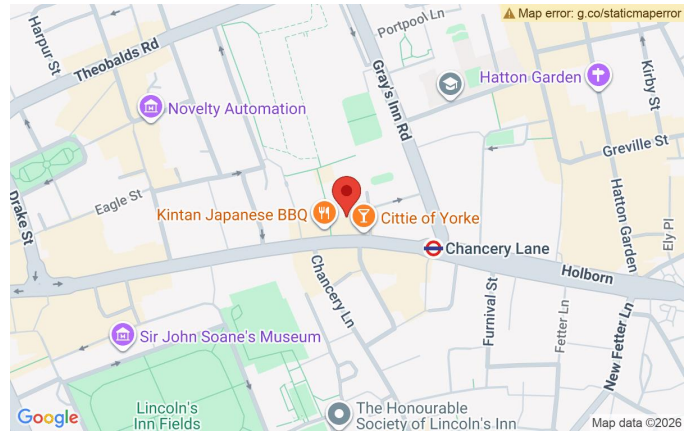 Map error: g.co/staticmaperror
Portpool Ln
Harpur St
Theobalds Rd
Gray's Inn Rd
Hatton Garden
Kirby St
Novelty Automation
Greville St
Drake St
Eagle St
Kintan Japanese BBQ
Cittie of Yorke
Hatton Garden
Ely Pl
Chancery Lane
Holborn
Chancery Ln
Furnival St
Fetter Ln
New Fetter Ln
Sir John Soane's Museum
Lincoln's
Inn Fields
The Honourable
Society of Lincoln's Inn
Google
Map data ©2026